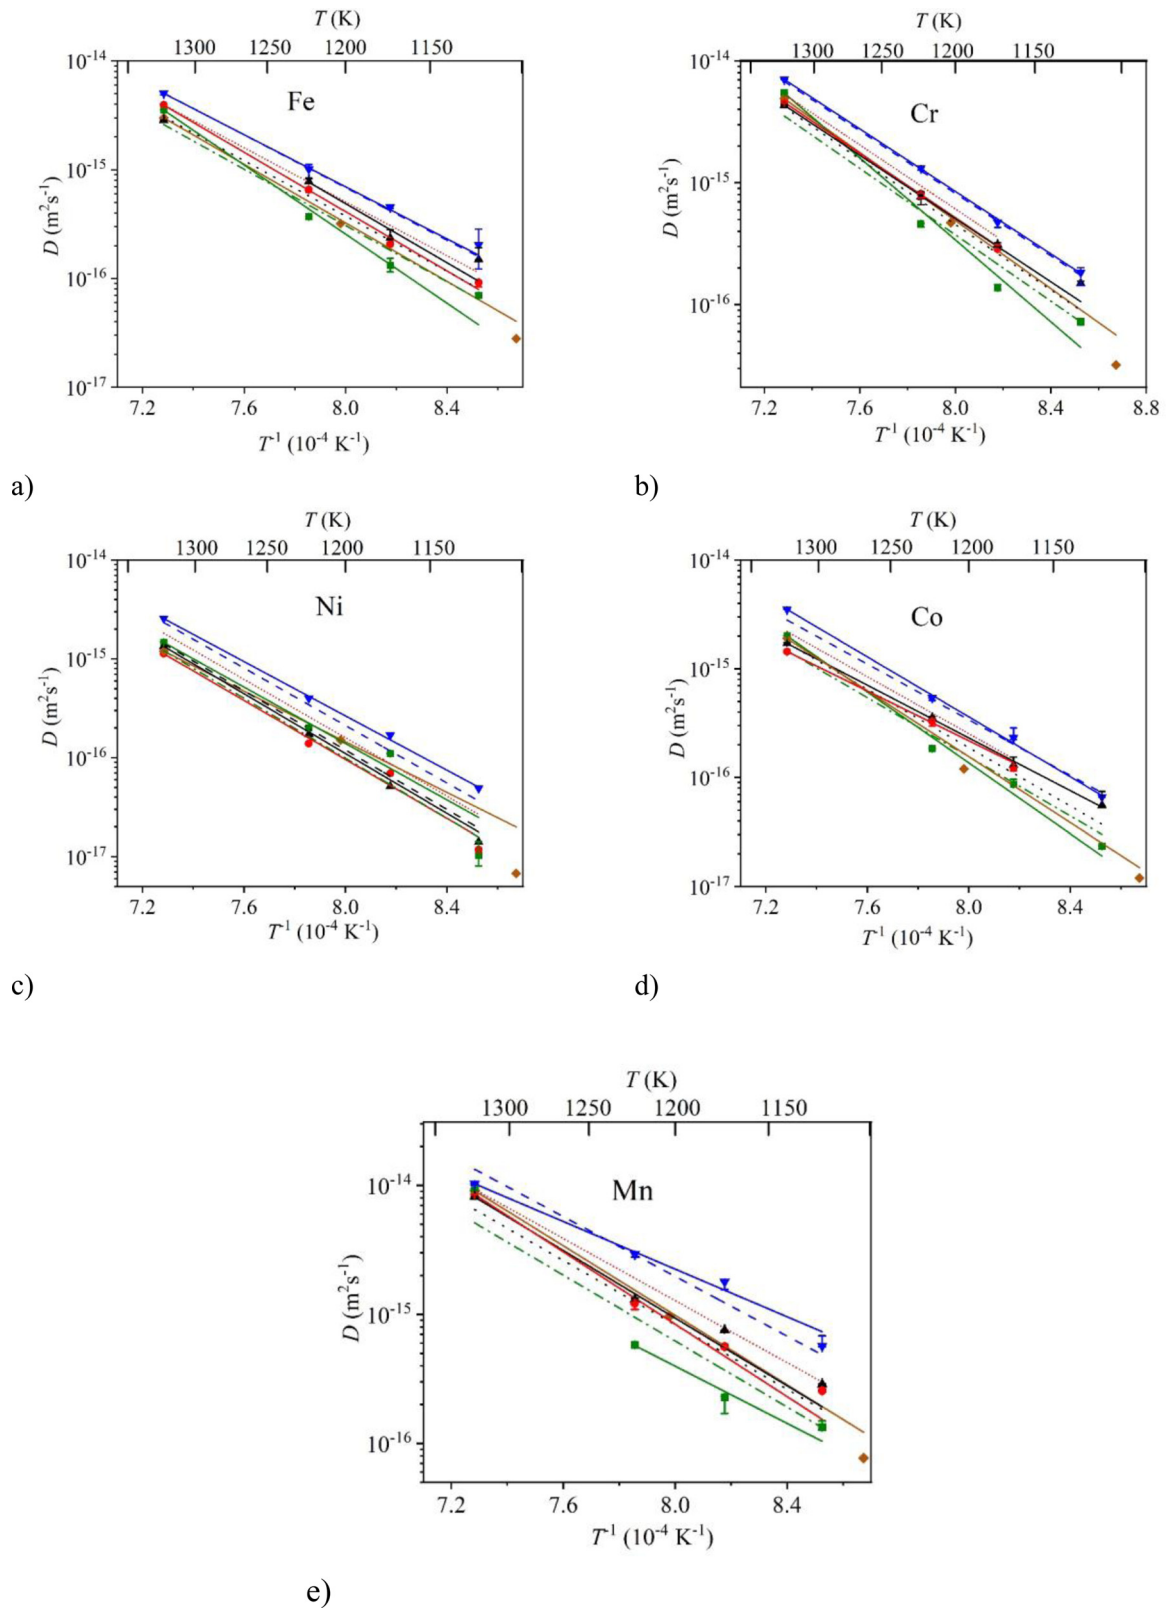 T (K)
1300 1250 1200 1150
10⁻¹⁴
Fe
10⁻¹⁵
D (m²s⁻¹)
10⁻¹⁶
10⁻¹⁷
7.2 7.6 8.0 8.4
T⁻¹ (10⁻⁴ K⁻¹)
a)
T (K)
1300 1250 1200 1150
10⁻¹⁴
Cr
10⁻¹⁵
D (m²s⁻¹)
10⁻¹⁶
7.2 7.6 8.0 8.4 8.8
T⁻¹ (10⁻⁴ K⁻¹)
b)
T (K)
1300 1250 1200 1150
10⁻¹⁴
Ni
10⁻¹⁵
D (m²s⁻¹)
10⁻¹⁶
10⁻¹⁷
7.2 7.6 8.0 8.4
T⁻¹ (10⁻⁴ K⁻¹)
c)
T (K)
1300 1250 1200 1150
10⁻¹⁴
Co
10⁻¹⁵
D (m²s⁻¹)
10⁻¹⁶
10⁻¹⁷
7.2 7.6 8.0 8.4
T⁻¹ (10⁻⁴ K⁻¹)
d)
T (K)
1300 1250 1200 1150
10⁻¹⁴
Mn
D (m²s⁻¹)
10⁻¹⁵
10⁻¹⁶
7.2 7.6 8.0 8.4
T⁻¹ (10⁻⁴ K⁻¹)
e)